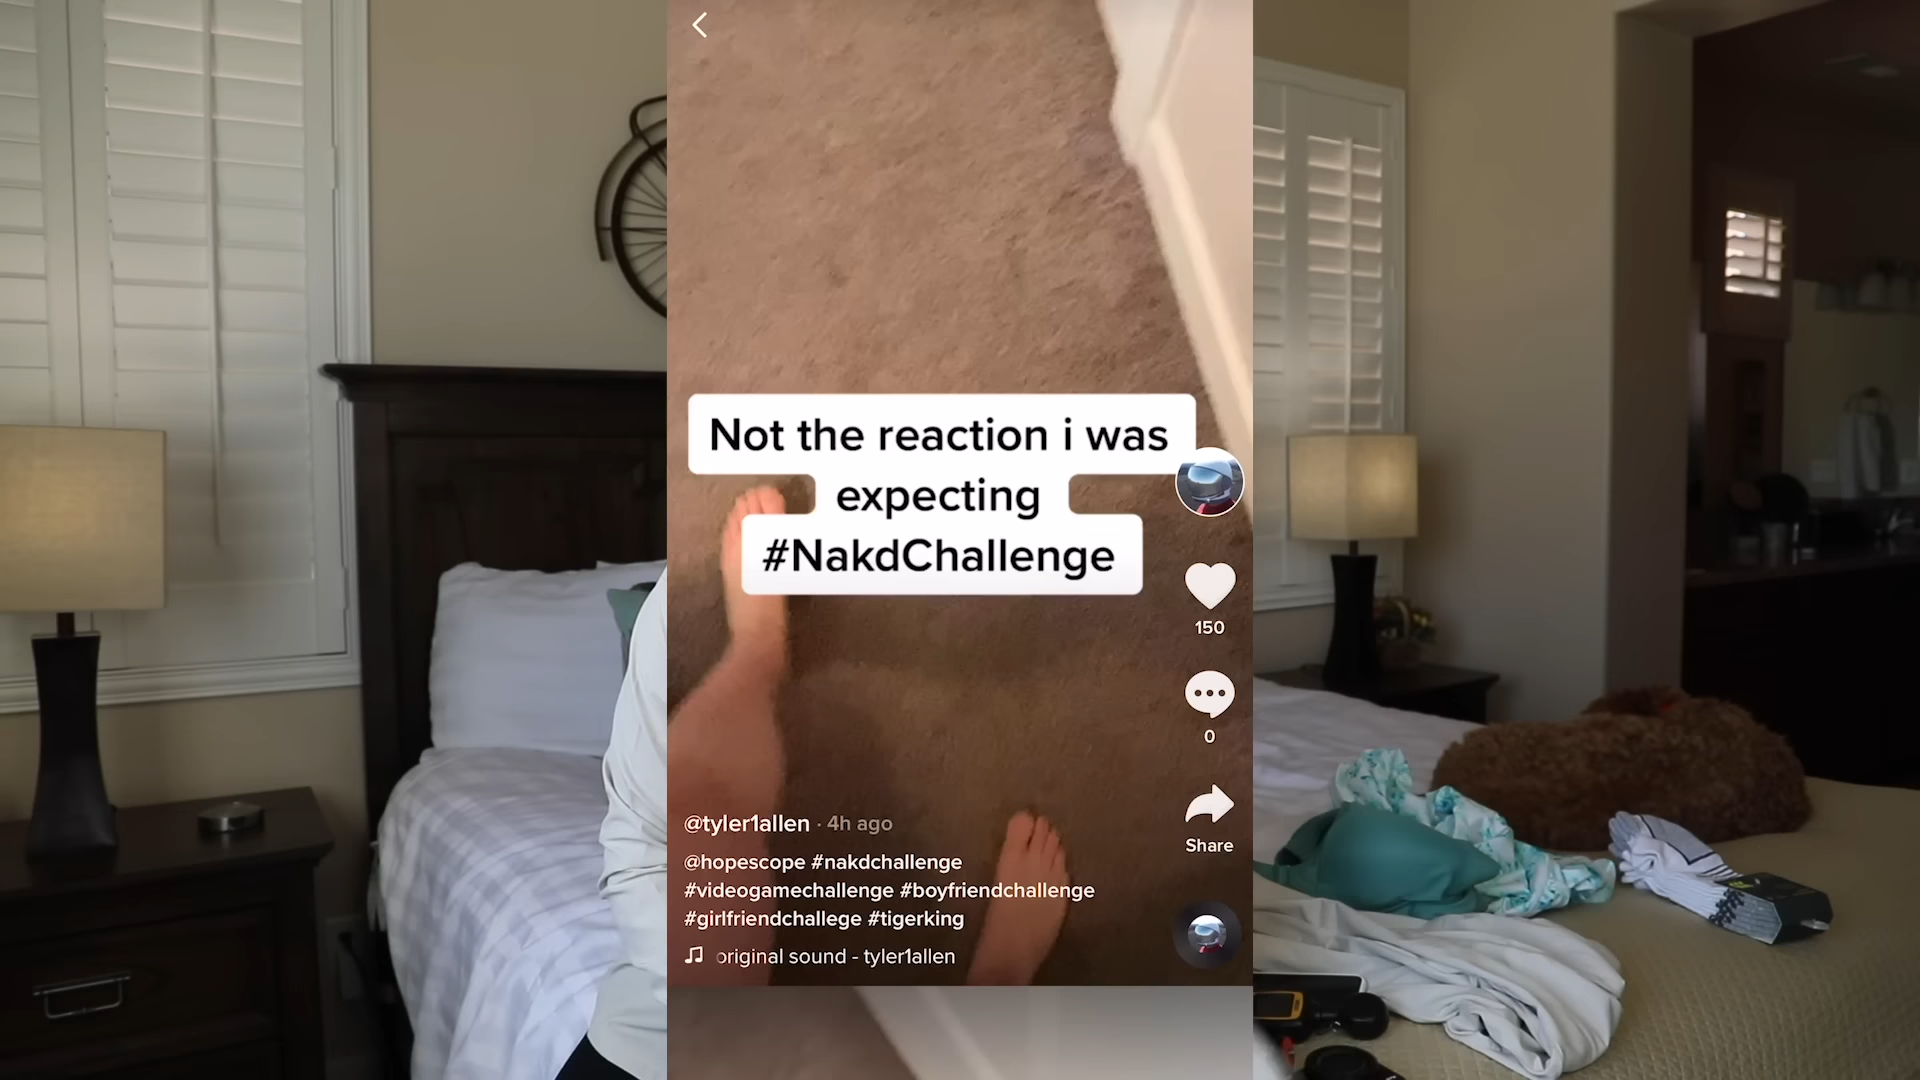 Not the reaction i was
expecting
#NakdChallenge
150
0
Share
@tyler1allen · 4h ago
@hopescope #nakdchallenge
#videogamechallenge #boyfriendchallenge
#girlfriendchallege #tigerking
original sound - tyler1allen